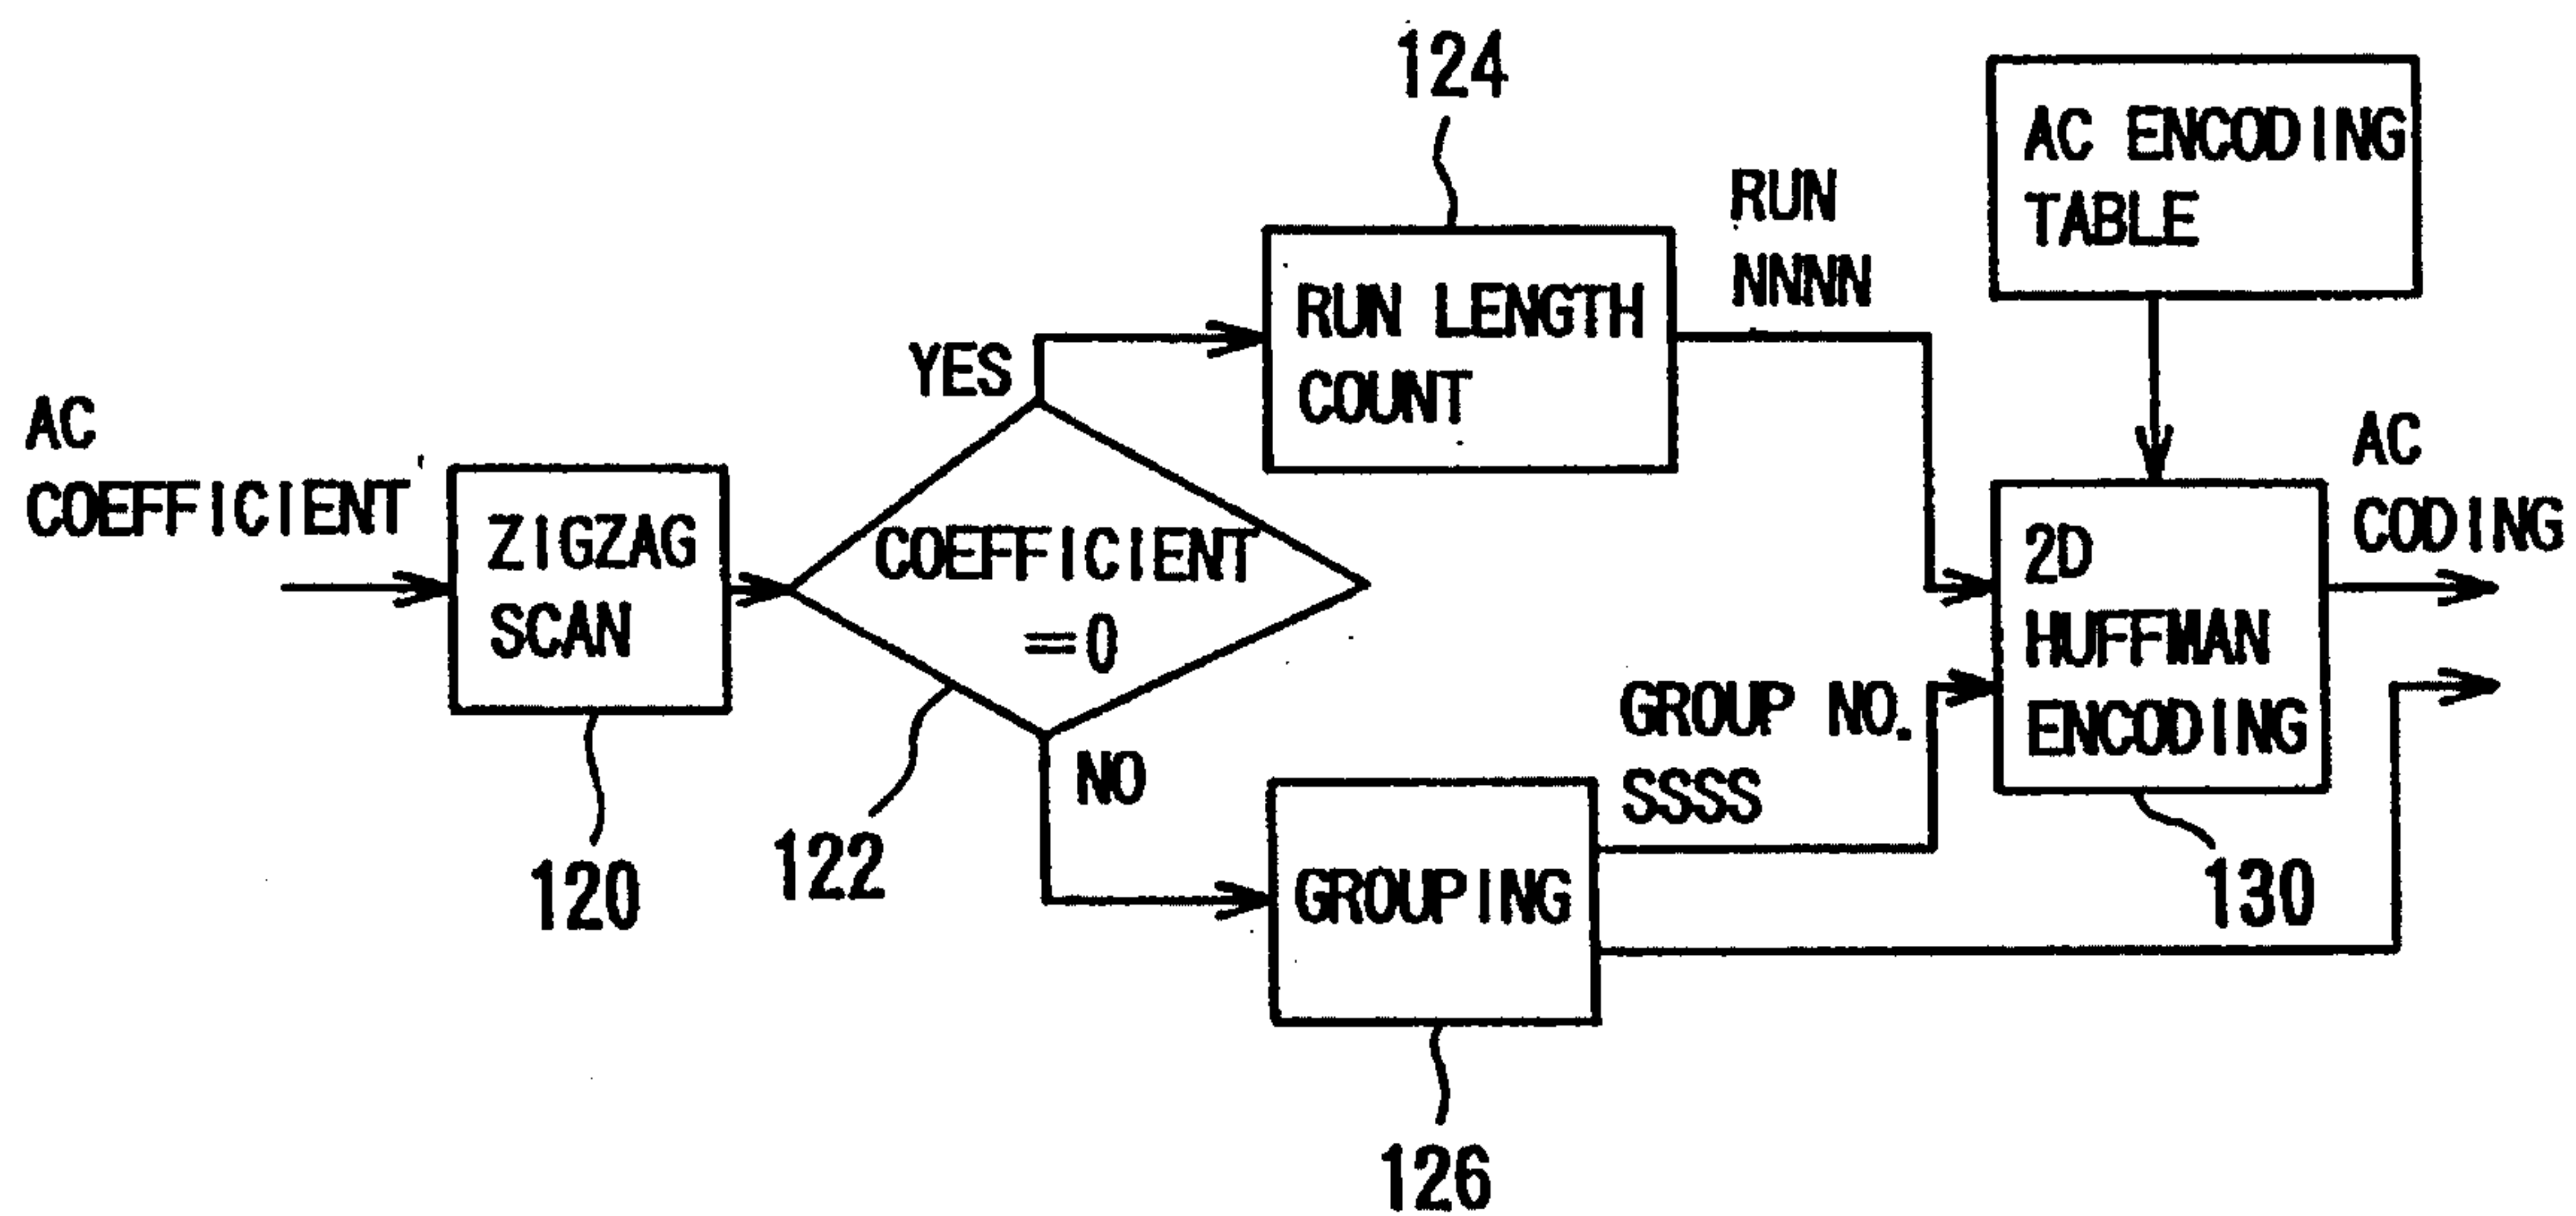 124
AC ENCODING
TABLE
RUN
NNNN
RUN LENGTH
COUNT
YES
AC
COEFFICIENT
ZIGZAG
SCAN
COEFFICIENT
=0
AC
CODING
2D
HUFFMAN
ENCODING
GROUP NO.
SSSS
NO
GROUPING
120
122
130
126